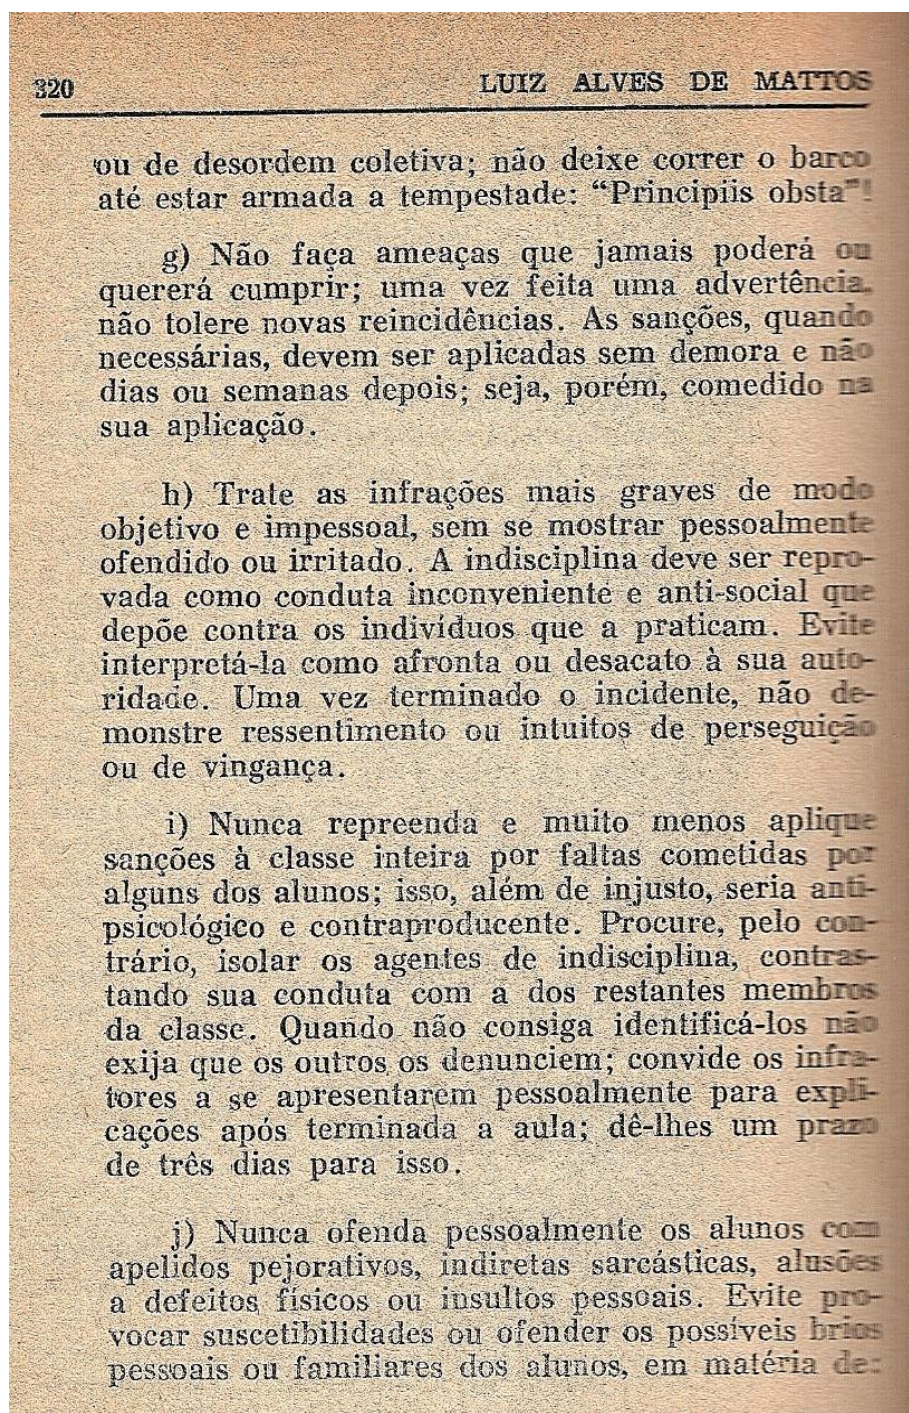 320 LUIZ ALVES DE MATTOS
ou de desordem coletiva; não deixe correr o barco
até estar armada a tempestade: “Principiis obsta”!
g) Não faça ameaças que jamais poderá ou
quererá cumprir; uma vez feita uma advertência,
não tolere novas reincidências. As sanções, quando
necessárias, devem ser aplicadas sem demora e não
dias ou semanas depois; seja, porém, comedido na
sua aplicação.
h) Trate as infrações mais graves de modo
objetivo e impessoal, sem se mostrar pessoalmente
ofendido ou irritado. A indisciplina deve ser repro-
vada como conduta inconveniente e anti-social que
depõe contra os indivíduos que a praticam. Evite
interpretá-la como afronta ou desacato à sua auto-
ridade. Uma vez terminado o incidente, não de-
monstre ressentimento ou intuitos de perseguição
ou de vingança.
i) Nunca repreenda e muito menos aplique
sanções à classe inteira por faltas cometidas por
alguns dos alunos; isso, além de injusto, seria anti-
psicológico e contraproducente. Procure, pelo con-
trário, isolar os agentes de indisciplina, contras-
tando sua conduta com a dos restantes membros
da classe. Quando não consiga identificá-los não
exija que os outros os denunciem; convide os infra-
tores a se apresentarem pessoalmente para expli-
cações após terminada a aula; dê-lhes um prazo
de três dias para isso.
j) Nunca ofenda pessoalmente os alunos com
apelidos pejorativos, indiretas sarcásticas, alusões
a defeitos físicos ou insultos pessoais. Evite pro-
vocar suscetibilidades ou ofender os possíveis brios
pessoais ou familiares dos alunos, em matéria de: